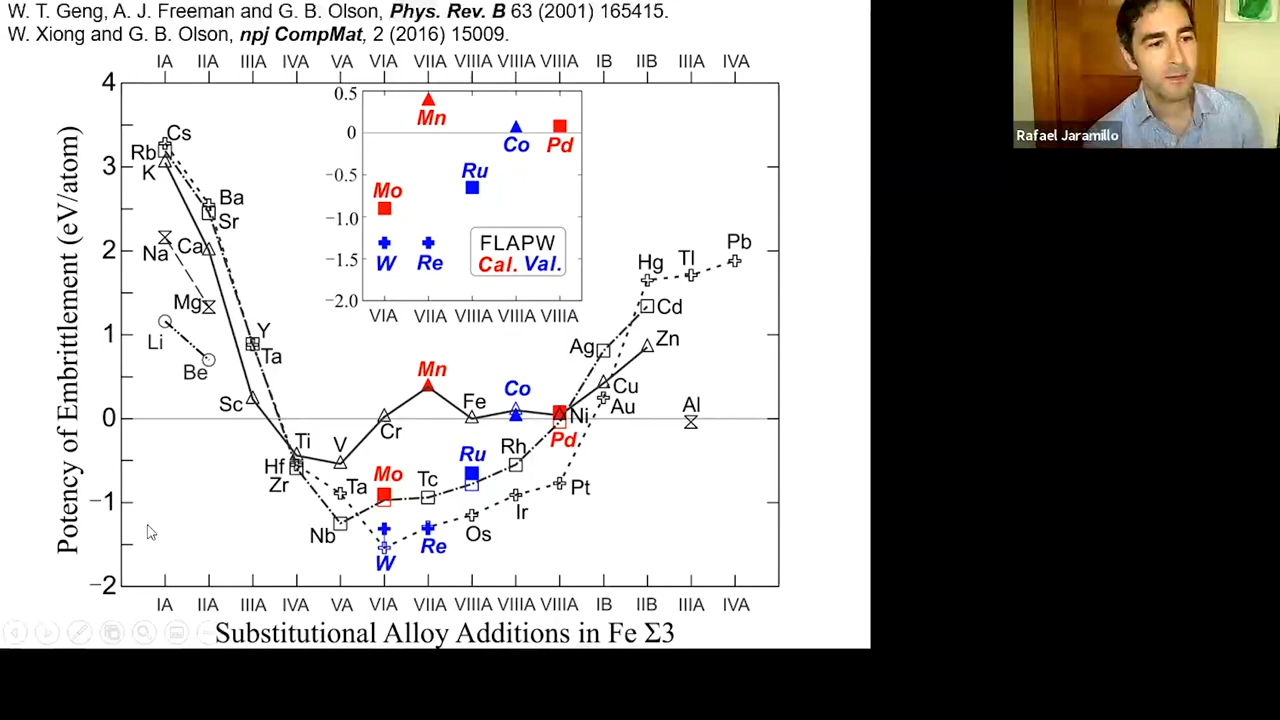 W. T. Geng, A. J. Freeman and G. B. Olson, Phys. Rev. B 63 (2001) 165415.
W. Xiong and G. B. Olson, npj CompMat, 2 (2016) 15009.
IA IIA IIIA IVA VA VIA VIIA VIIIA VIIIA VIIIA IB IIB IIIA IVA
Rafael Jaramillo
Potency of Embrittlement (eV/atom)
4
3
2
1
0
−1
−2
0.5
0
−0.5
−1.0
−1.5
−2.0
Mn
Co
Pd
Ru
Mo
W
Re
FLAPW
Cal. Val.
VIA VIIA VIIIA VIIIA VIIIA
Cs
Rb
K
Ba
Sr
Na
Ca
Mg
Li
Be
Y
Ta
Sc
Ti
Hf
Zr
V
Ta
Nb
Cr
Mn
Fe
Co
Ni
Pd
Mo
Tc
Ru
Rh
W
Re
Os
Ir
Pt
Ag
Cu
Au
Hg
Tl
Pb
Cd
Zn
Al
IA IIA IIIA IVA VA VIA VIIA VIIIA VIIIA VIIIA IB IIB IIIA IVA
Substitutional Alloy Additions in Fe Σ3